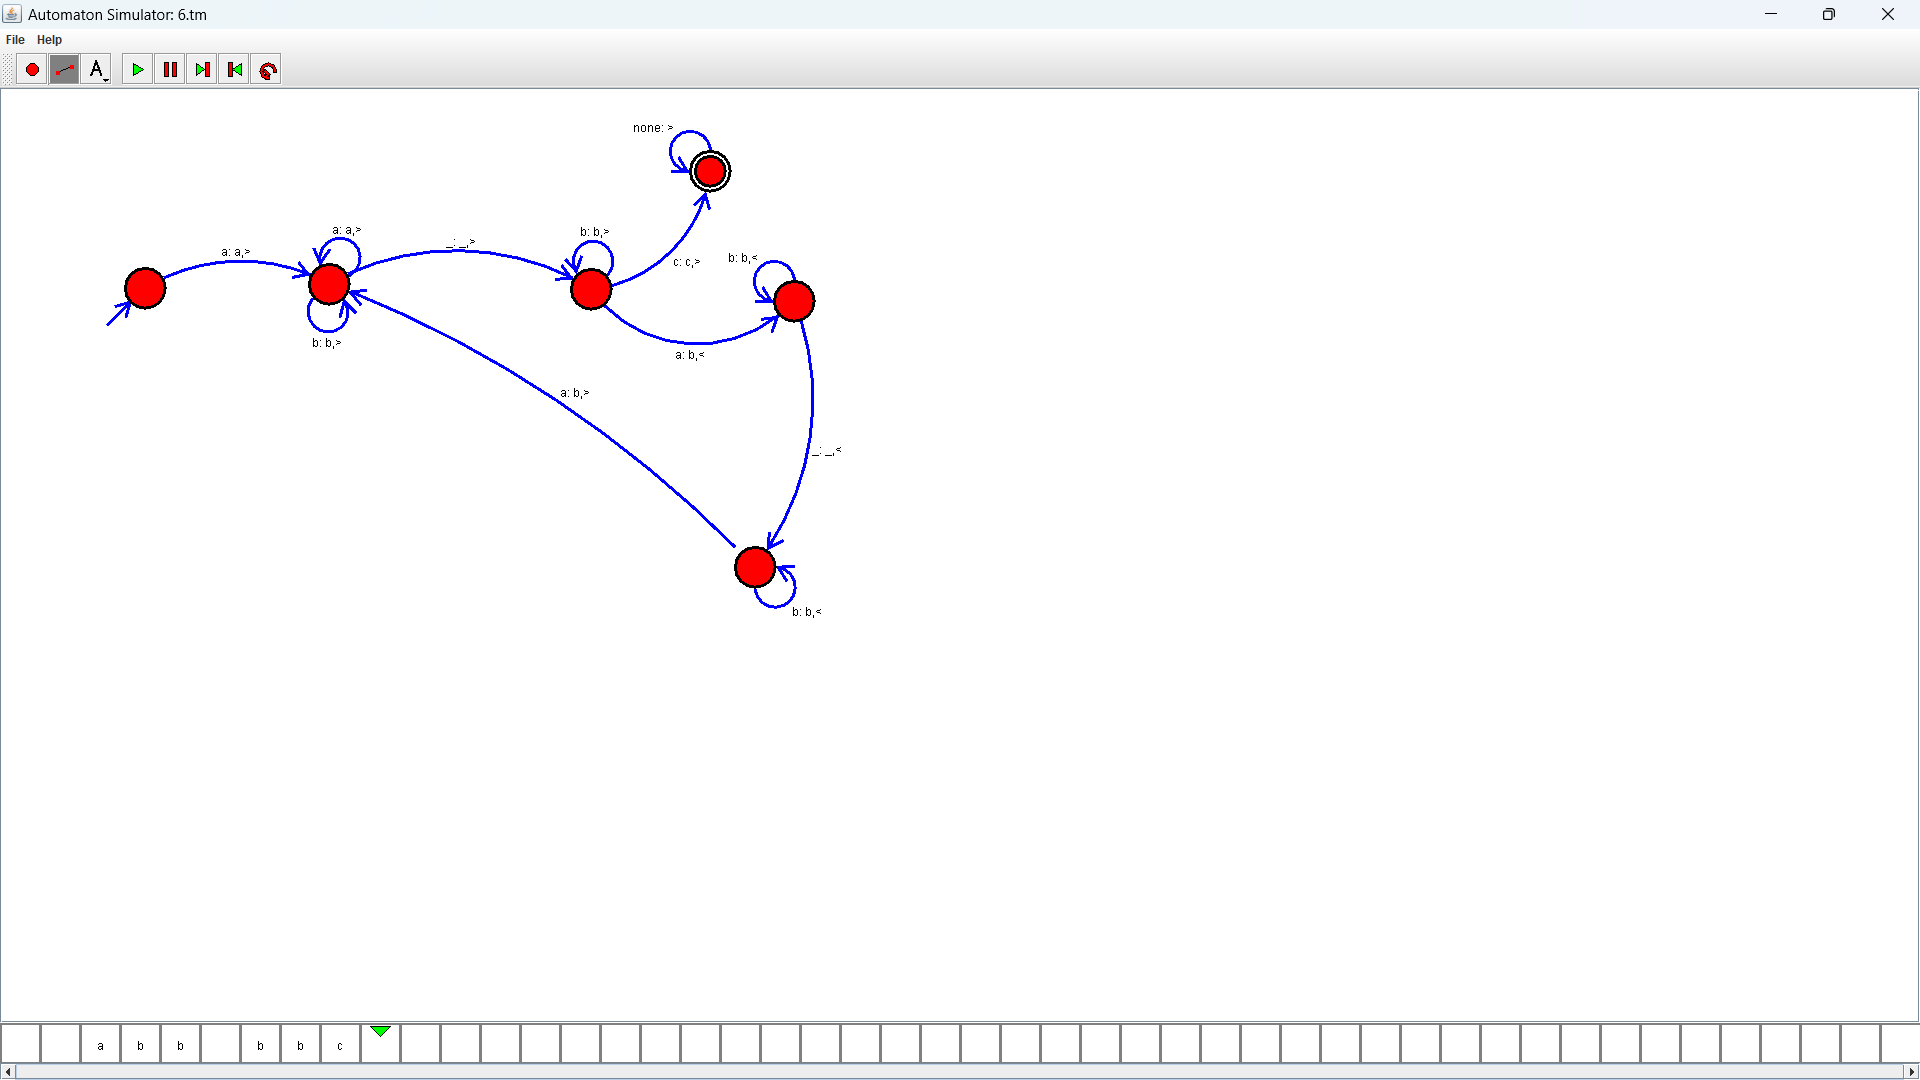 Automaton Simulator: 6.tm
File Help
A
none: >
a: a,>
b: b,>
a: a,>
_: _,>
b: b,<
c: c,>
b: b,>
a: b,<
a: b,>
_: _,<
b: b,<
a b b b b c